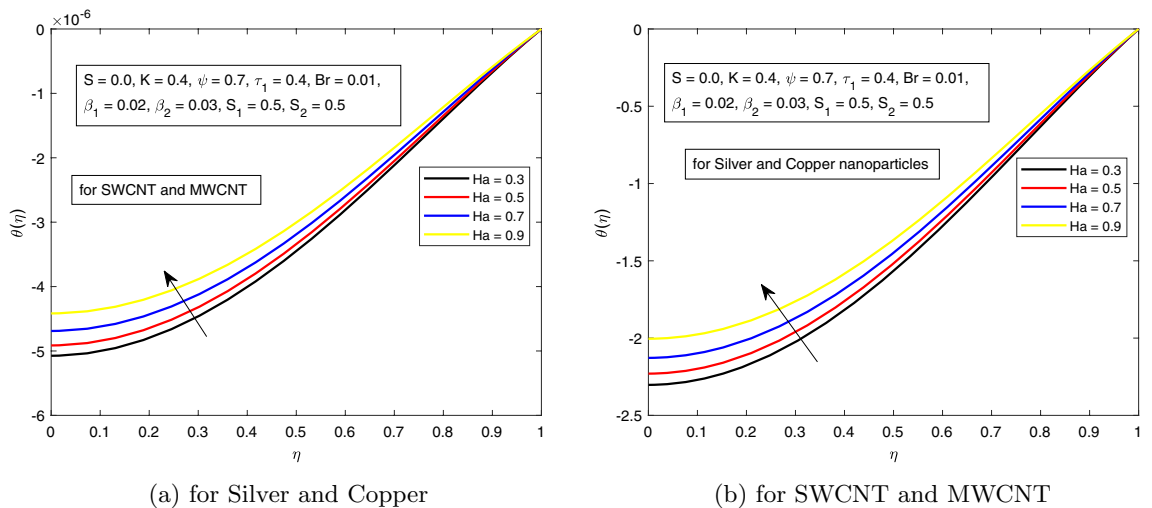 ×10⁻⁶
0
-1
-2
-3
-4
-5
-6
θ(η)
S = 0.0, K = 0.4, ψ = 0.7, τ₁ = 0.4, Br = 0.01,
β₁ = 0.02, β₂ = 0.03, S₁ = 0.5, S₂ = 0.5
for SWCNT and MWCNT
Ha = 0.3
Ha = 0.5
Ha = 0.7
Ha = 0.9
0 0.1 0.2 0.3 0.4 0.5 0.6 0.7 0.8 0.9 1
η
(a) for Silver and Copper
0
-0.5
-1
-1.5
-2
-2.5
θ(η)
S = 0.0, K = 0.4, ψ = 0.7, τ₁ = 0.4, Br = 0.01,
β₁ = 0.02, β₂ = 0.03, S₁ = 0.5, S₂ = 0.5
for Silver and Copper nanoparticles
Ha = 0.3
Ha = 0.5
Ha = 0.7
Ha = 0.9
0 0.1 0.2 0.3 0.4 0.5 0.6 0.7 0.8 0.9 1
η
(b) for SWCNT and MWCNT